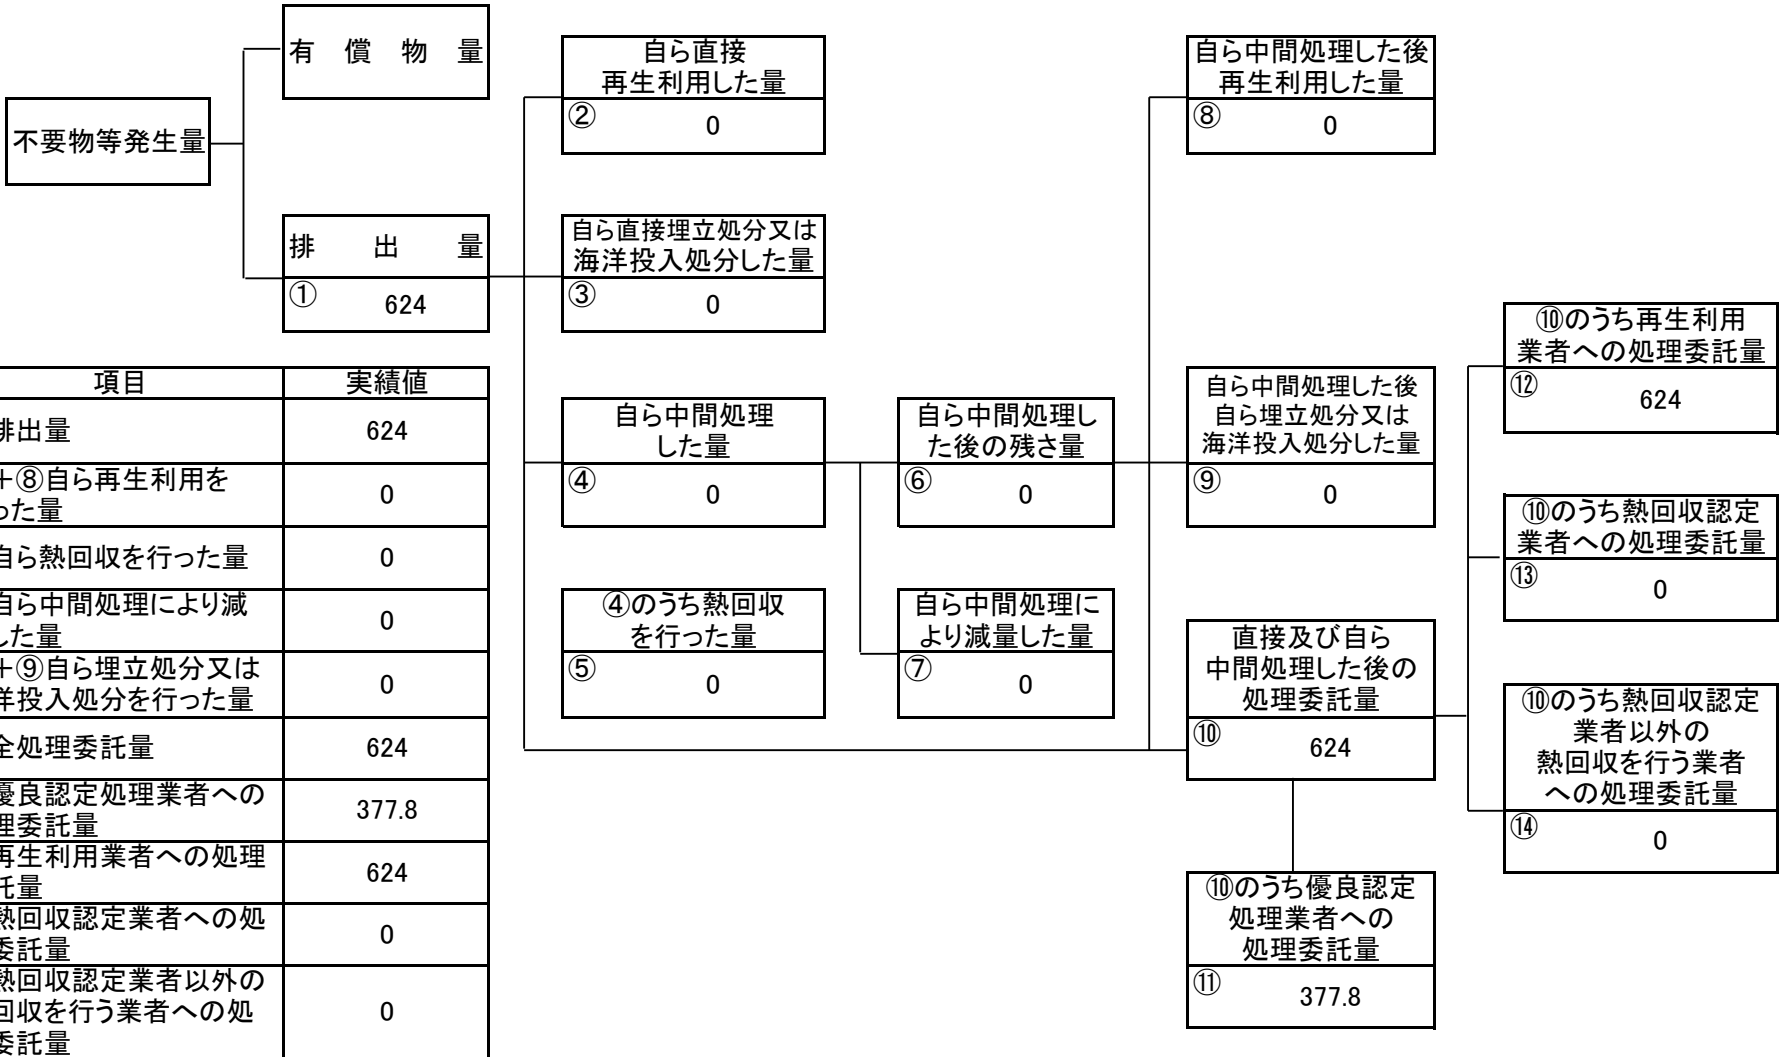 有償物量
不要物等発生量
排出量
①
624
自ら直接
再生利用した量
②
0
自ら直接埋立処分又は
海洋投入処分した量
③
0
自ら中間処理
した量
④
0
④のうち熱回収
を行った量
⑤
0
自ら中間処理し
た後の残さ量
⑥
0
自ら中間処理に
より減量した量
⑦
0
自ら中間処理した後
再生利用した量
⑧
0
自ら中間処理した後
自ら埋立処分又は
海洋投入処分した量
⑨
0
直接及び自ら
中間処理した後の
処理委託量
⑩
624
⑩のうち優良認定
処理業者への
処理委託量
⑪
377.8
⑩のうち再生利用
業者への処理委託量
⑫
624
⑩のうち熱回収認定
業者への処理委託量
⑬
0
⑩のうち熱回収認定
業者以外の
熱回収を行う業者
への処理委託量
⑭
0
項目 実績値
排出量
624
+⑧自ら再生利用を
った量
0
自ら熱回収を行った量
0
自ら中間処理により減
した量
0
+⑨自ら埋立処分又は
洋投入処分を行った量
0
全処理委託量
624
優良認定処理業者への
理委託量
377.8
再生利用業者への処理
託量
624
熱回収認定業者への処
委託量
0
熱回収認定業者以外の
回収を行う業者への処
委託量
0